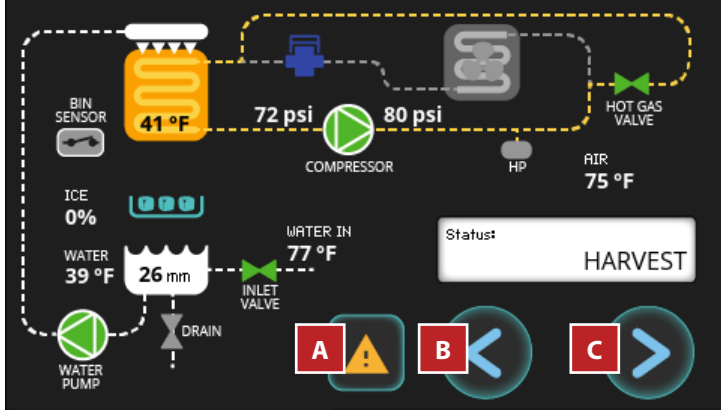 BIN
SENSOR
41 °F
72 psi
80 psi
COMPRESSOR
HOT GAS
VALVE
HP
AIR
75 °F
ICE
0%
WATER
39 °F
26 mm
WATER IN
77 °F
INLET
VALVE
DRAIN
WATER
PUMP
Status:
HARVEST
A
B
C